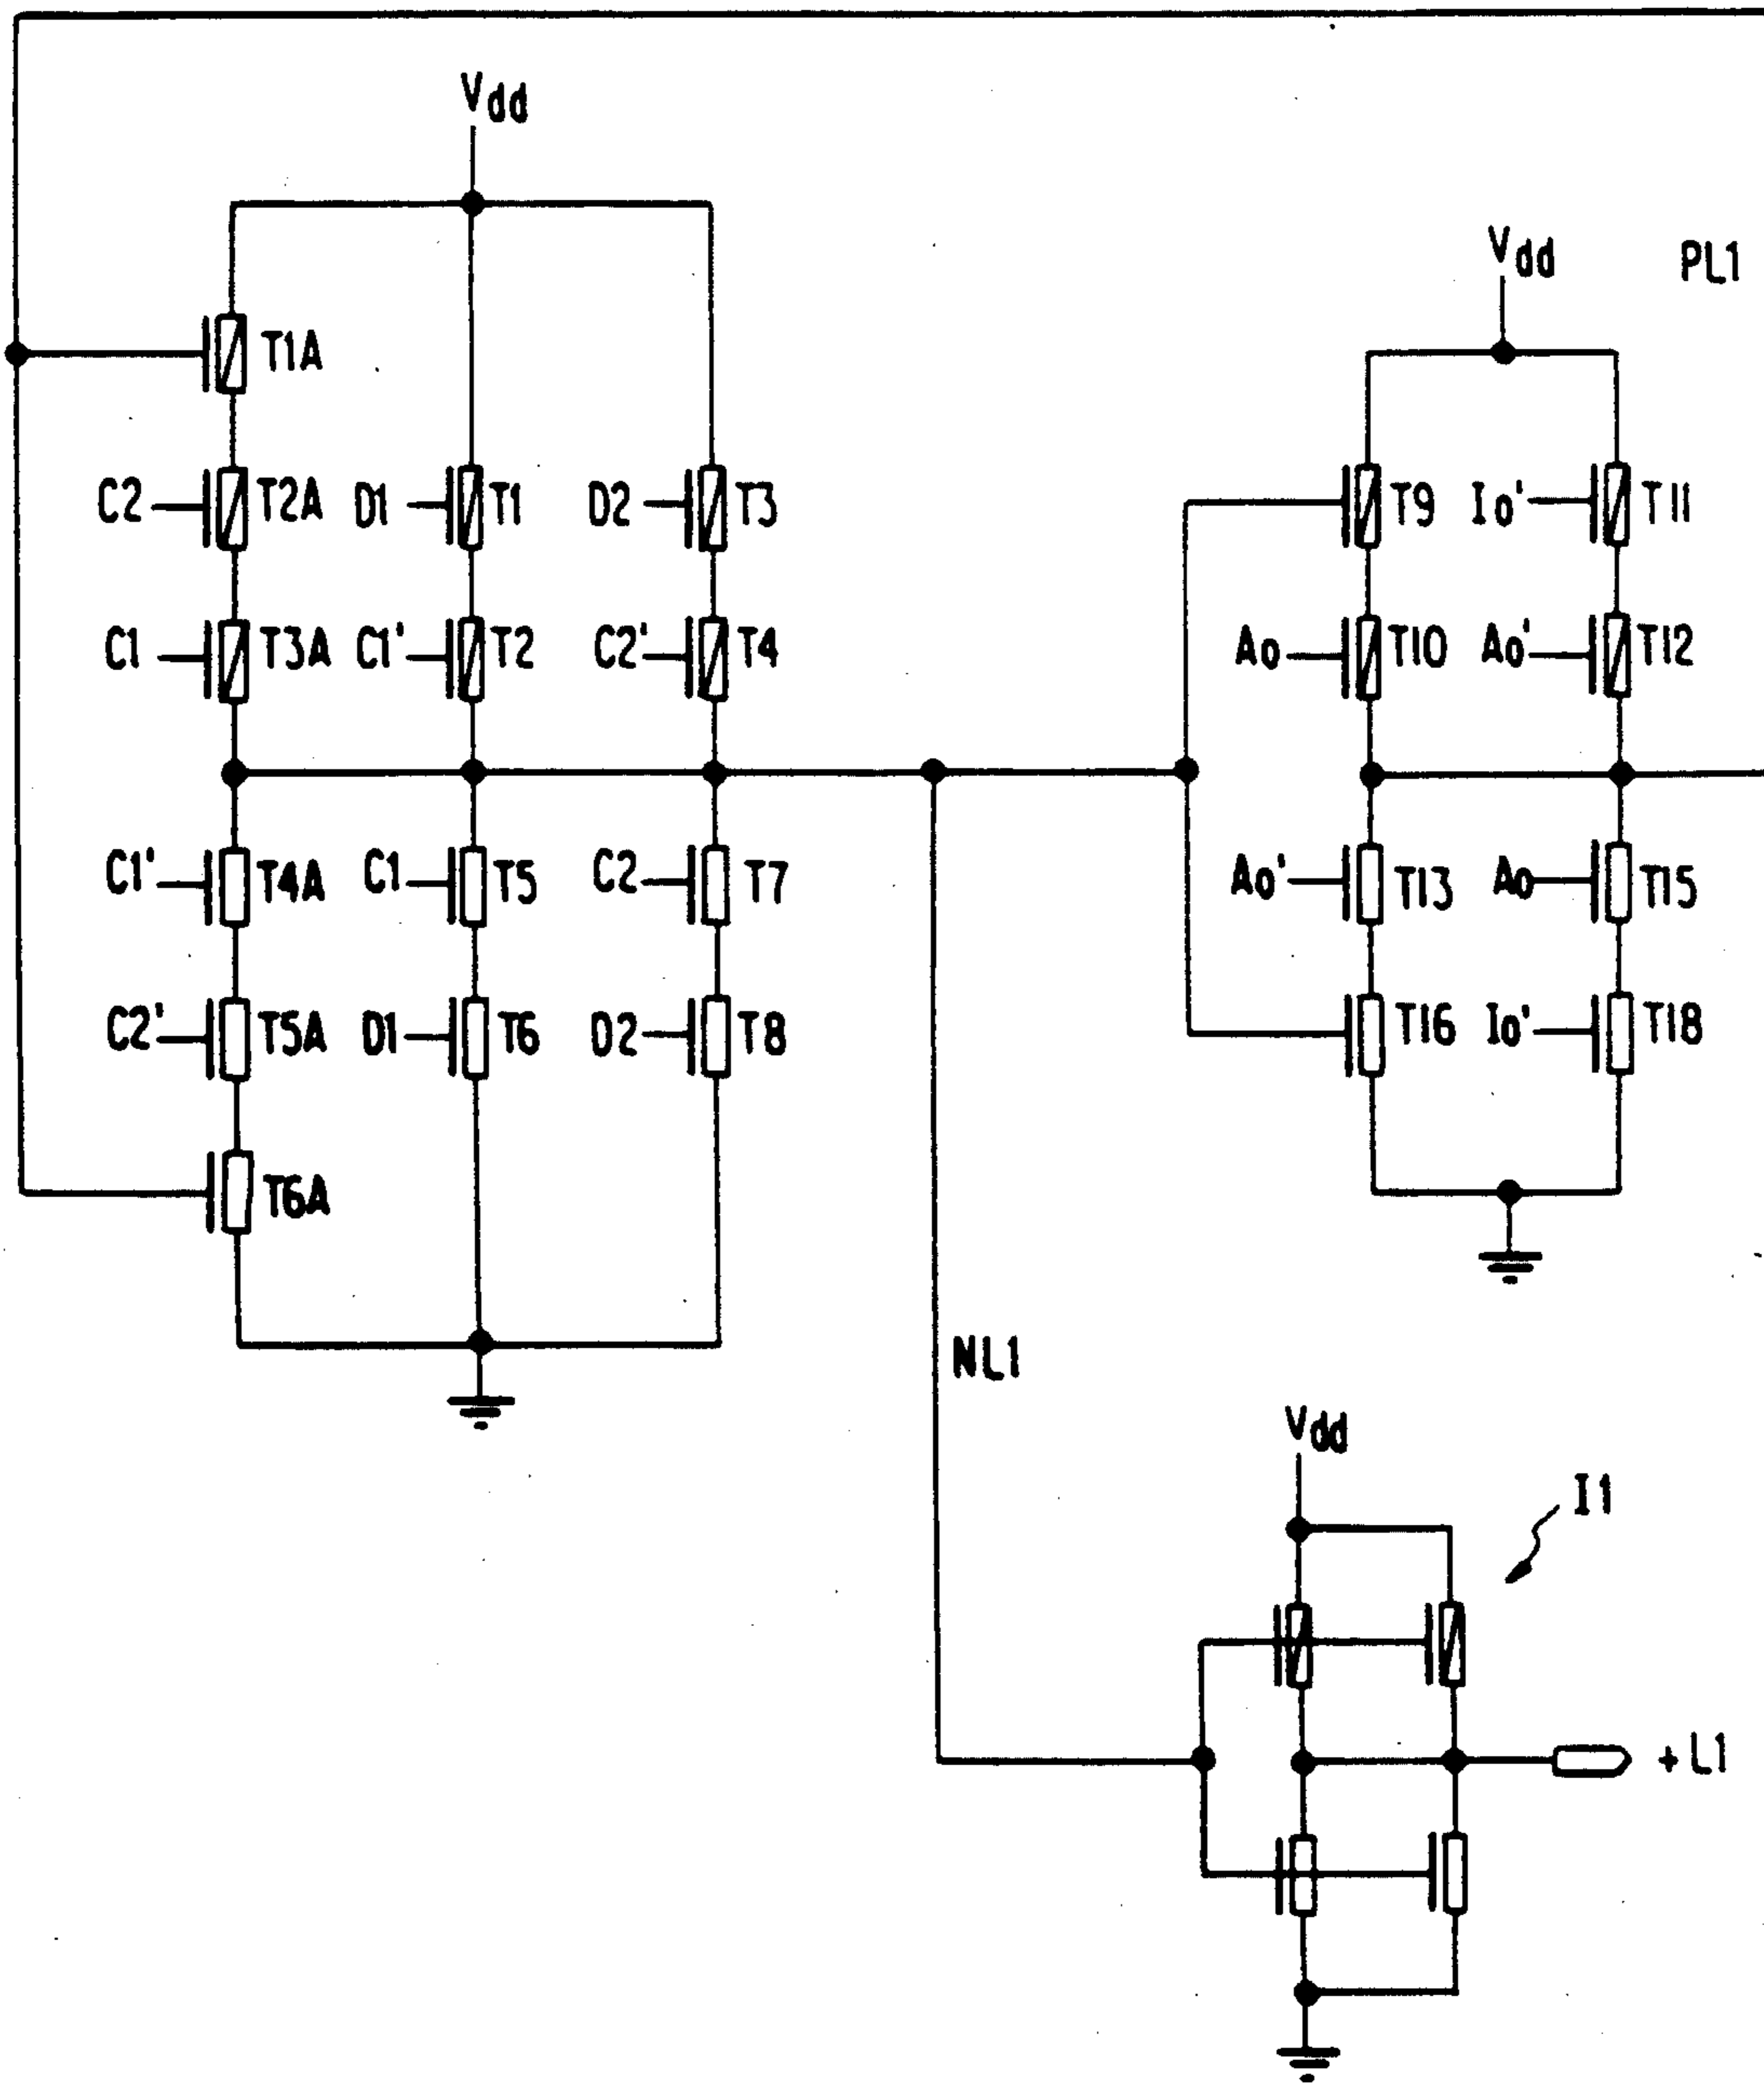 Vdd
Vdd
PL1
T1A
C2
T2A
D1
T1
D2
T3
T9
Io'
T11
C1
T3A
C1'
T2
C2'
T4
Ao
T10
Ao'
T12
C1'
T4A
C1
T5
C2
T7
Ao'
T13
Ao
T15
C2'
T5A
D1
T6
D2
T8
T16
Io'
T18
T6A
NL1
Vdd
I1
+L1